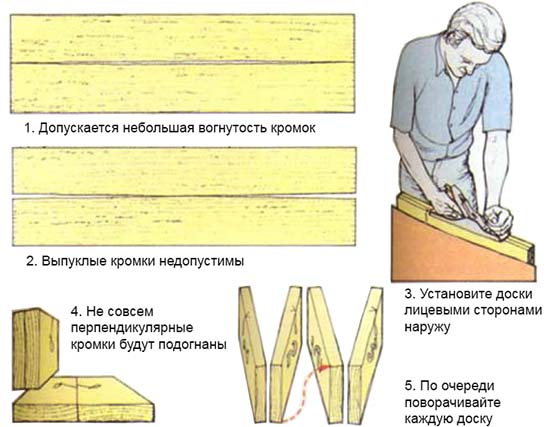 1. Допускается небольшая вогнутость кромок
2. Выпуклые кромки недопустимы
3. Установите доски
лицевыми сторонами
наружу
4. Не совсем
перпендикулярные
кромки будут подогнаны
5. По очереди
поворачивайте
каждую доску